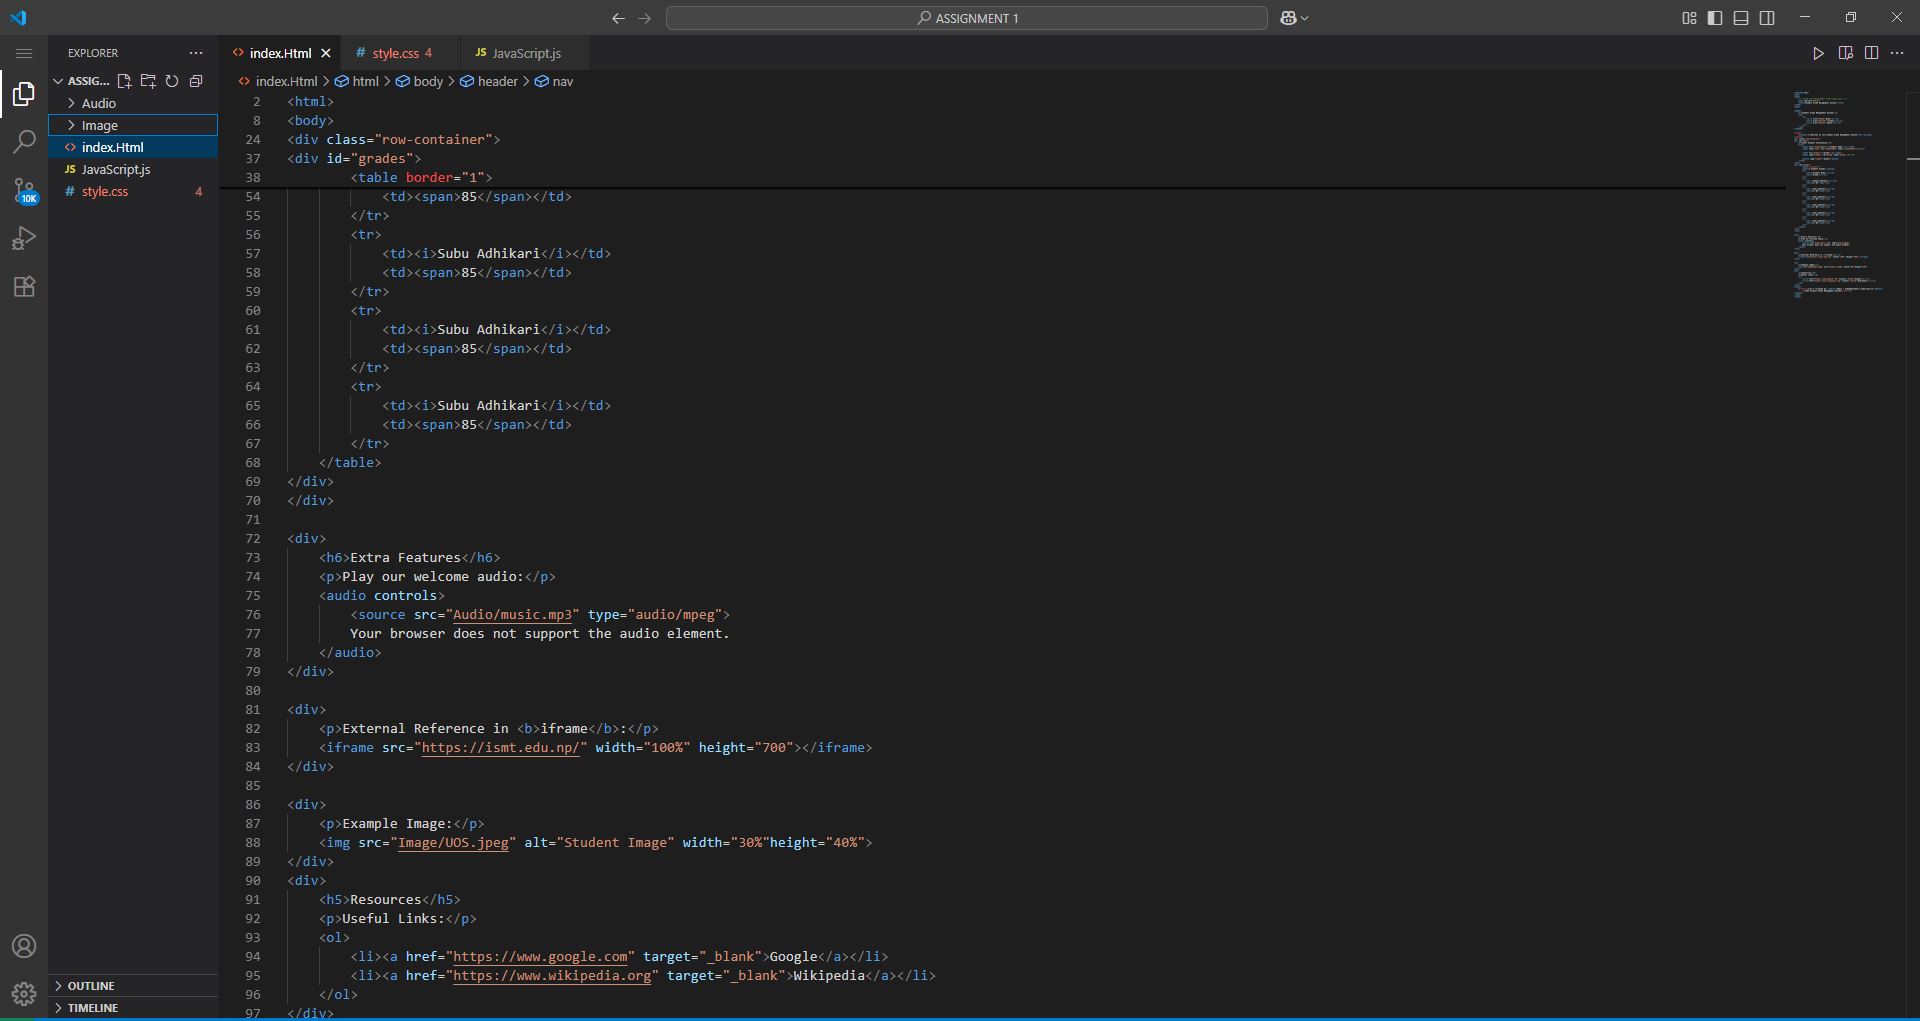 ASSIGNMENT 1
EXPLORER
index.Html
style.css 4
JS JavaScript.js
ASSIG...
index.Html > html > body > header > nav
Audio
Image
index.Html
JS JavaScript.js
style.css 4
10K
2 <html>
8 <body>
24 <div class="row-container">
37 <div id="grades">
38 <table border="1">
54 <td><span>85</span></td>
55 </tr>
56 <tr>
57 <td><i>Subu Adhikari</i></td>
58 <td><span>85</span></td>
59 </tr>
60 <tr>
61 <td><i>Subu Adhikari</i></td>
62 <td><span>85</span></td>
63 </tr>
64 <tr>
65 <td><i>Subu Adhikari</i></td>
66 <td><span>85</span></td>
67 </tr>
68 </table>
69 </div>
70 </div>
71
72 <div>
73 <h6>Extra Features</h6>
74 <p>Play our welcome audio:</p>
75 <audio controls>
76 <source src="Audio/music.mp3" type="audio/mpeg">
77 Your browser does not support the audio element.
78 </audio>
79 </div>
80
81 <div>
82 <p>External Reference in <b>iframe</b>:</p>
83 <iframe src="https://ismt.edu.np/" width="100%" height="700"></iframe>
84 </div>
85
86 <div>
87 <p>Example Image:</p>
88 <img src="Image/UOS.jpeg" alt="Student Image" width="30%"height="40%">
89 </div>
90 <div>
91 <h5>Resources</h5>
92 <p>Useful Links:</p>
93 <ol>
94 <li><a href="https://www.google.com" target="_blank">Google</a></li>
95 <li><a href="https://www.wikipedia.org" target="_blank">Wikipedia</a></li>
96 </ol>
97 </div>
OUTLINE
TIMELINE